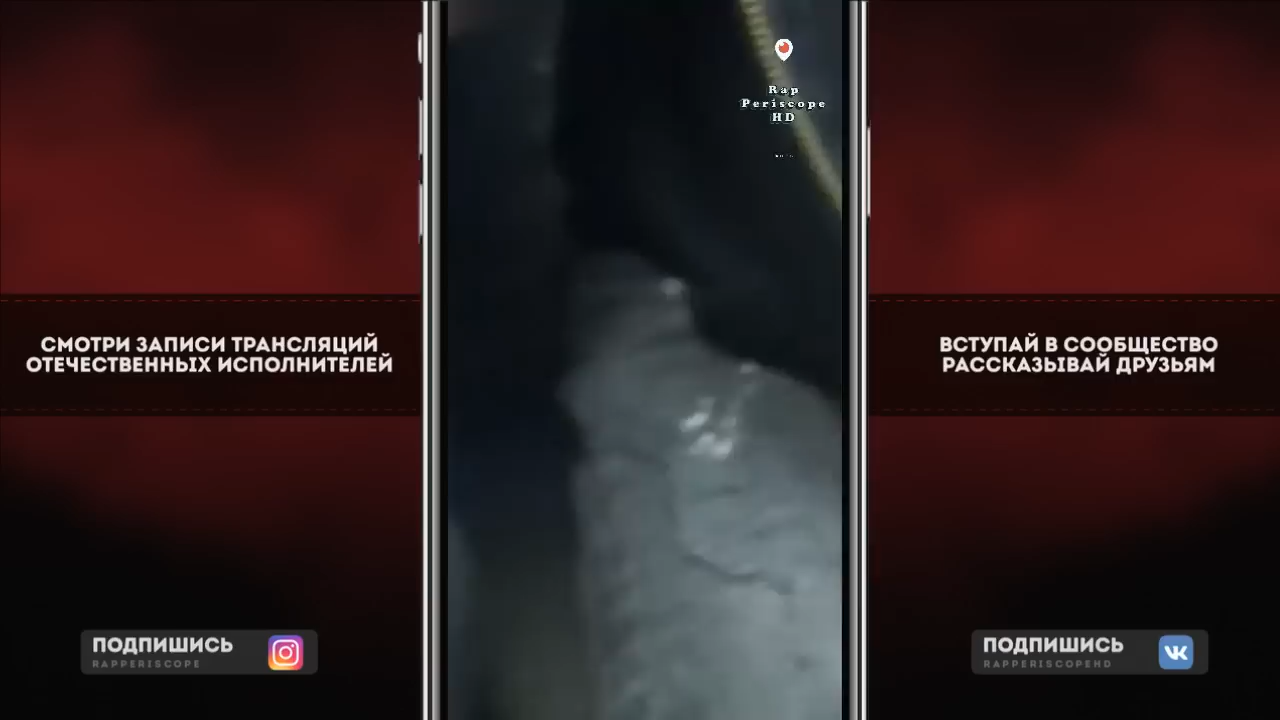 Rap
Periscope
HD
СМОТРИ ЗАПИСИ ТРАНСЛЯЦИЙ
ОТЕЧЕСТВЕННЫХ ИСПОЛНИТЕЛЕЙ
ВСТУПАЙ В СООБЩЕСТВО
РАССКАЗЫВАЙ ДРУЗЬЯМ
ПОДПИШИСЬ
RAPPERISCOPE
ПОДПИШИСЬ
RAPPERISCOPEHD